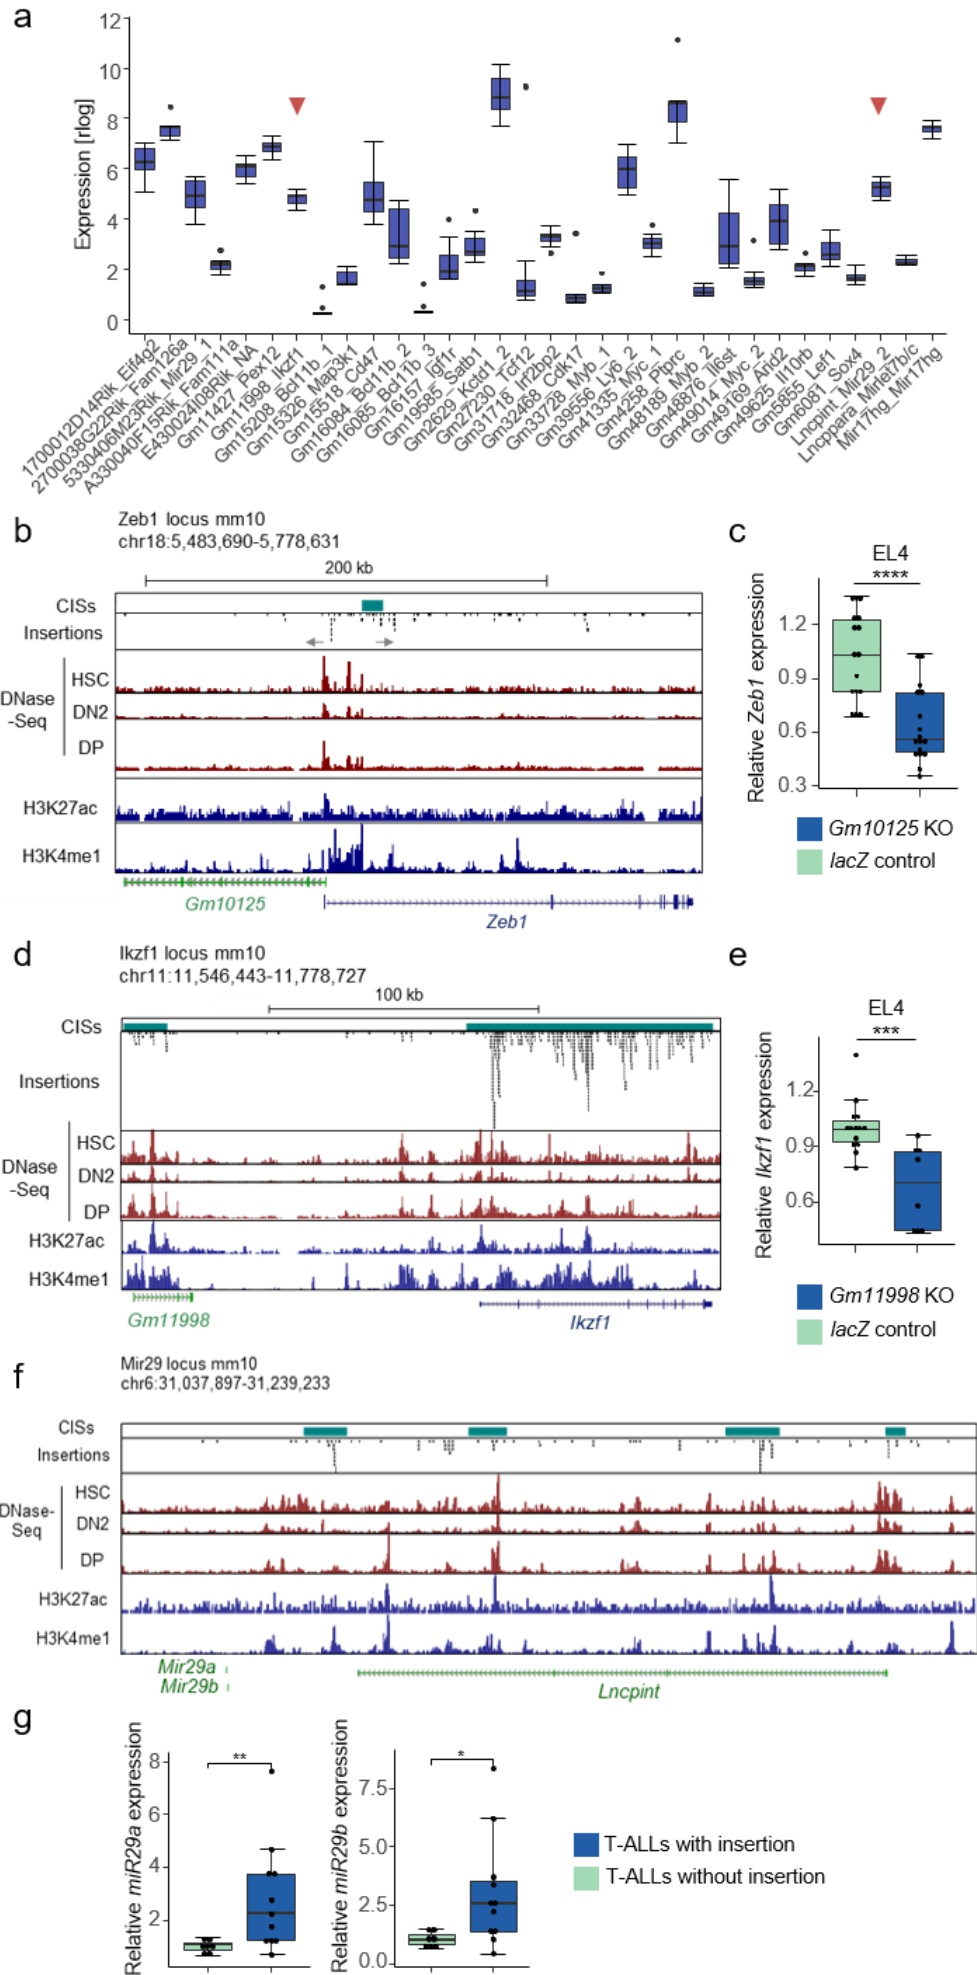 a
12
10
8
6
4
2
0
Expression [rlog]
1700012D14Rik_Eif4g2
2700038G22Rik_Fam126a
5330406M23Rik_Mir29_1
A330040F15Rik_Fam711a
E430024I08Rik_NA
Gm11427_Pex12
Gm11998_Ikzf1
Gm15208_Bcl11b_1
Gm15326_Map3k1
Gm15518_Cd47
Gm16084_Bcl11b_2
Gm16085_Bcl11b_3
Gm16157_Igf1r
Gm19585_Satb1
Gm2629_Kctd1_2
Gm27230_Tcf12
Gm31718_Irf2bp2
Gm32468_Cdk17
Gm33728_Myb_1
Gm39556_Ly6_2
Gm41335_Myc_1
Gm4258_Ptprc
Gm48189_Myb_2
Gm48876_Il6st
Gm49014_Myc_2
Gm49169_Arid2
Gm49625_Il10rb
Gm5855_Lef1
Gm6081_Sox4
Lncpint_Mir29_2
Lncppara_Mirlet7b/c
Mir17hg_Mir17hg
b
Zeb1 locus mm10
chr18:5,483,690-5,778,631
200 kb
CISs
Insertions
DNase
-Seq
HSC
DN2
DP
H3K27ac
H3K4me1
Gm10125
Zeb1
c
EL4
****
Relative Zeb1 expression
1.2
0.9
0.6
0.3
Gm10125 KO
lacZ control
d
Ikzf1 locus mm10
chr11:11,546,443-11,778,727
100 kb
CISs
Insertions
DNase
-Seq
HSC
DN2
DP
H3K27ac
H3K4me1
Gm11998
Ikzf1
e
EL4
***
Relative Ikzf1 expression
1.2
0.9
0.6
Gm11998 KO
lacZ control
f
Mir29 locus mm10
chr6:31,037,897-31,239,233
CISs
Insertions
DNase-
Seq
HSC
DN2
DP
H3K27ac
H3K4me1
Mir29a
Mir29b
Lncpint
g
Relative miR29a expression
8
6
4
2
**
Relative miR29b expression
7.5
5.0
2.5
0.0
*
T-ALLs with insertion
T-ALLs without insertion